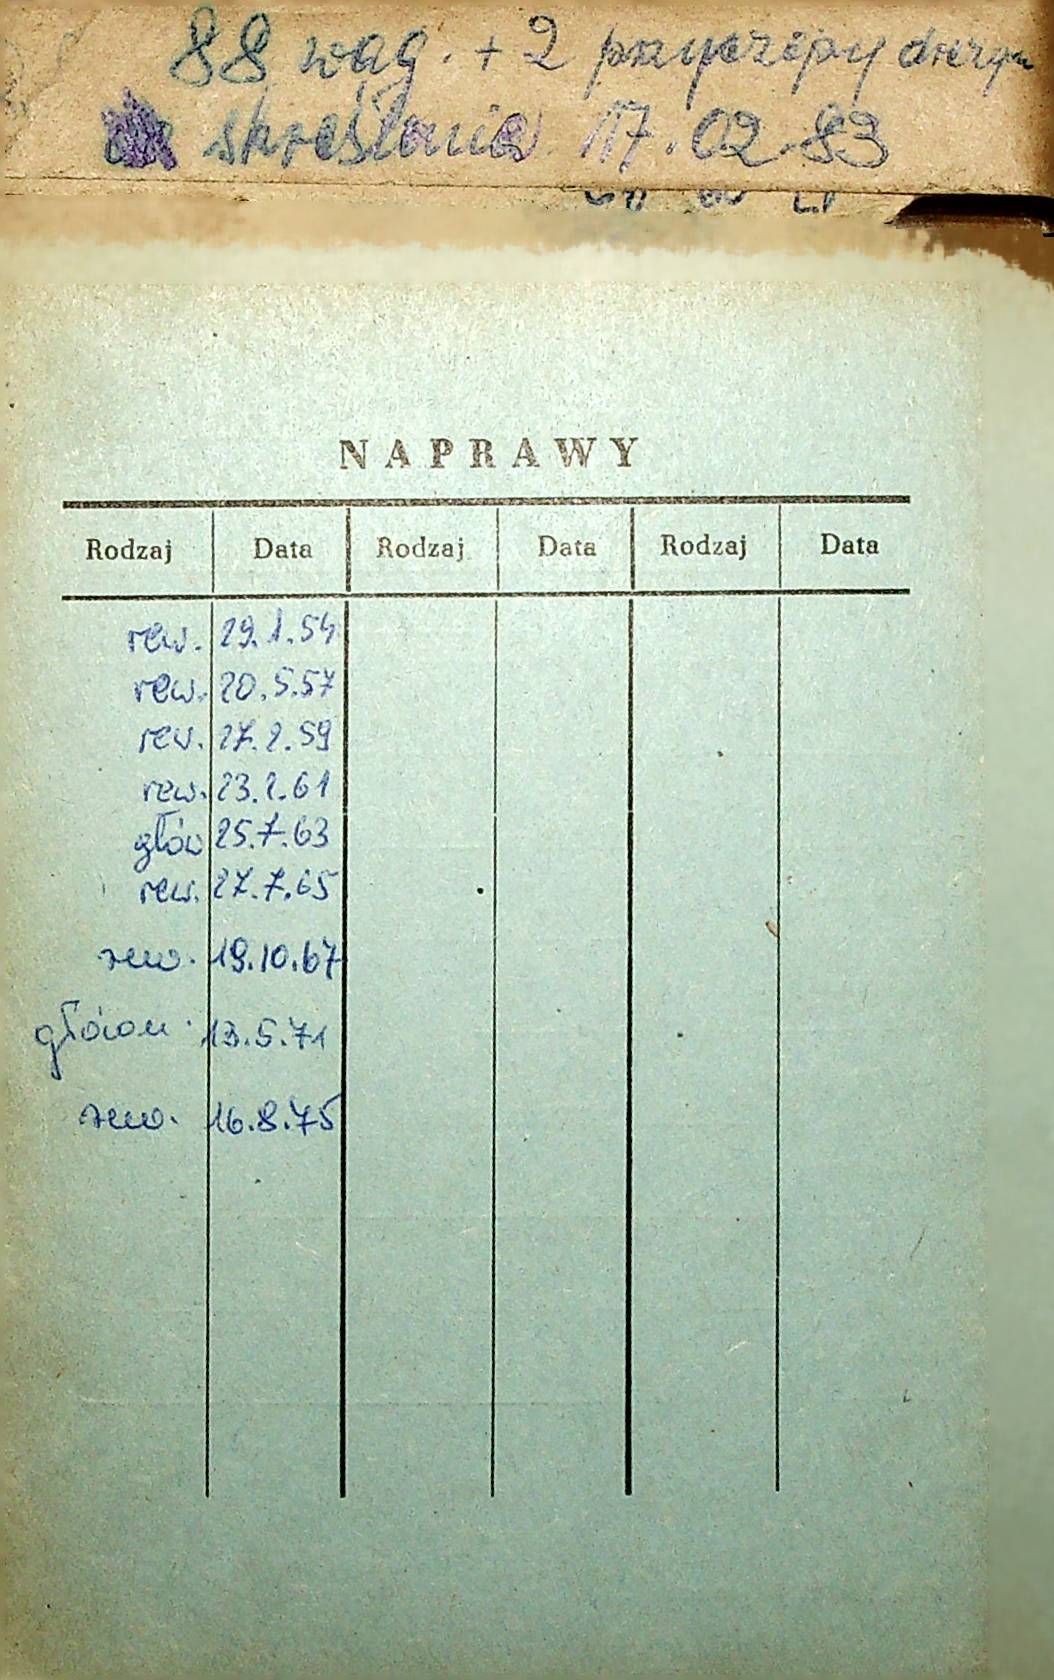 88 wag. + 2 przyczepy drezyn
skreślenie 17.02.83
NAPRAWY
Rodzaj Data Rodzaj Data Rodzaj Data
rew. 29.1.54
rew. 20.5.57
rew. 27.2.59
rew. 23.2.61
głów 25.7.63
rew. 27.7.65
rew. 19.10.67
główn. 13.5.71
rew. 16.8.75